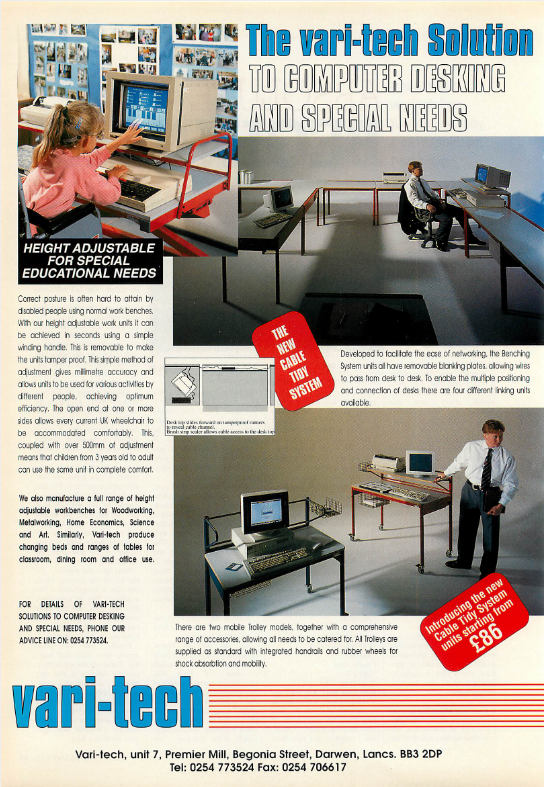 The vari-tech Solution
TO COMPUTER DESKING
AND SPECIAL NEEDS
HEIGHT ADJUSTABLE
FOR SPECIAL
EDUCATIONAL NEEDS
Correct posture is often hard to attain by
disabled people using normal work benches.
With our height adjustable work units it can
be achieved in seconds using a simple
winding handle. This is removable to make
the units tamper proof. This simple method of
adjustment gives millimetre accuracy and
allows units to be used for various activities by
different people, achieving optimum
efficiency. The open end at one or more
sides allows every current UK wheelchair to
be accommodated comfortably. This,
coupled with over 500mm of adjustment
means that children from 3 years old to adult
can use the same unit in complete comfort.
We also manufacture a full range of height
adjustable workbenches for Woodworking,
Metalworking, Home Economics, Science
and Art. Similarly, Vari-tech produce
changing beds and ranges of tables for
classroom, dining room and office use.
FOR DETAILS OF VARI-TECH
SOLUTIONS TO COMPUTER DESKING
AND SPECIAL NEEDS, PHONE OUR
ADVICE LINE ON: 0254 773524.
THE
NEW
CABLE
TIDY
SYSTEM
Desk top slides forward on tamperproof runners
to reveal cable channel.
Brush strip sealer allows cable access to the desk top
Developed to facilitate the ease of networking, the Benching
System units all have removable blanking plates, allowing wires
to pass from desk to desk. To enable the multiple positioning
and connection of desks there are four different linking units
available.
There are two mobile Trolley models, together with a comprehensive
range of accessories, allowing all needs to be catered for. All Trolleys are
supplied as standard with integrated handrails and rubber wheels for
shock absorbtion and mobility.
Introducing the new
Cable Tidy System
units starting from
£86
vari-tech
Vari-tech, unit 7, Premier Mill, Begonia Street, Darwen, Lancs. BB3 2DP
Tel: 0254 773524 Fax: 0254 706617